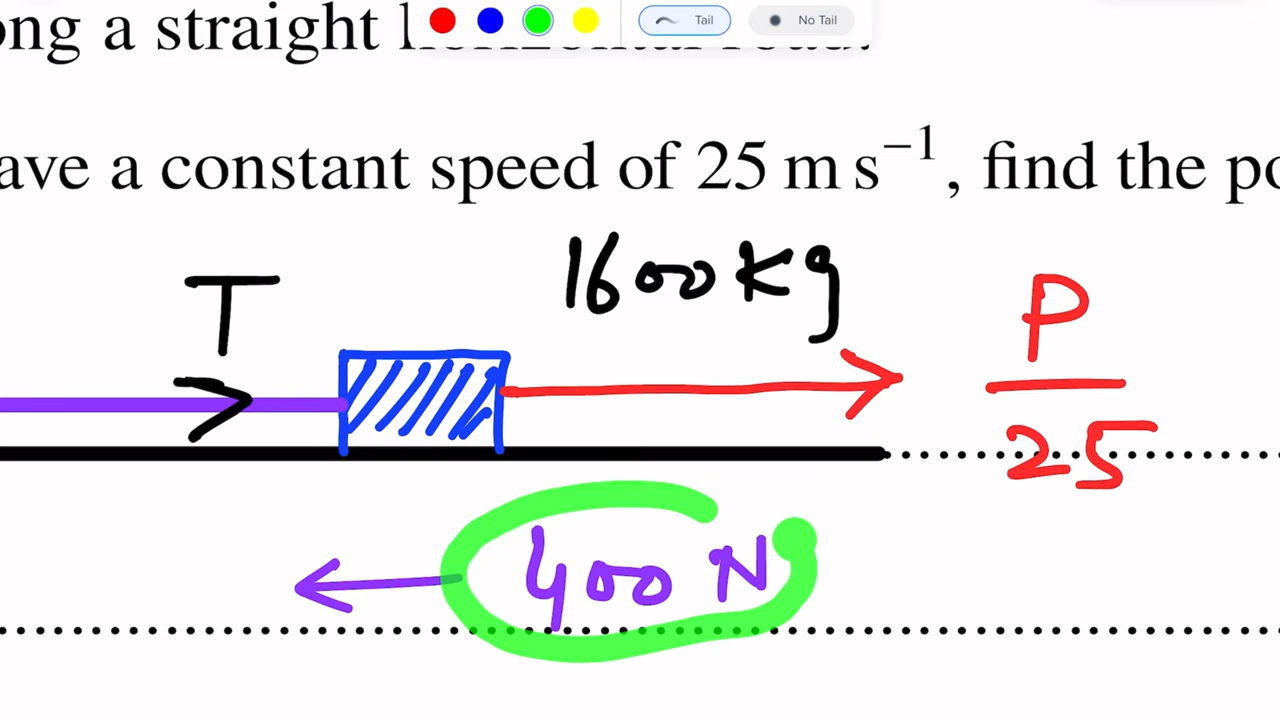 Tail No Tail
ong a straight
ave a constant speed of 25 m s⁻¹, find the po
T
1600 kg
P
25
400 N